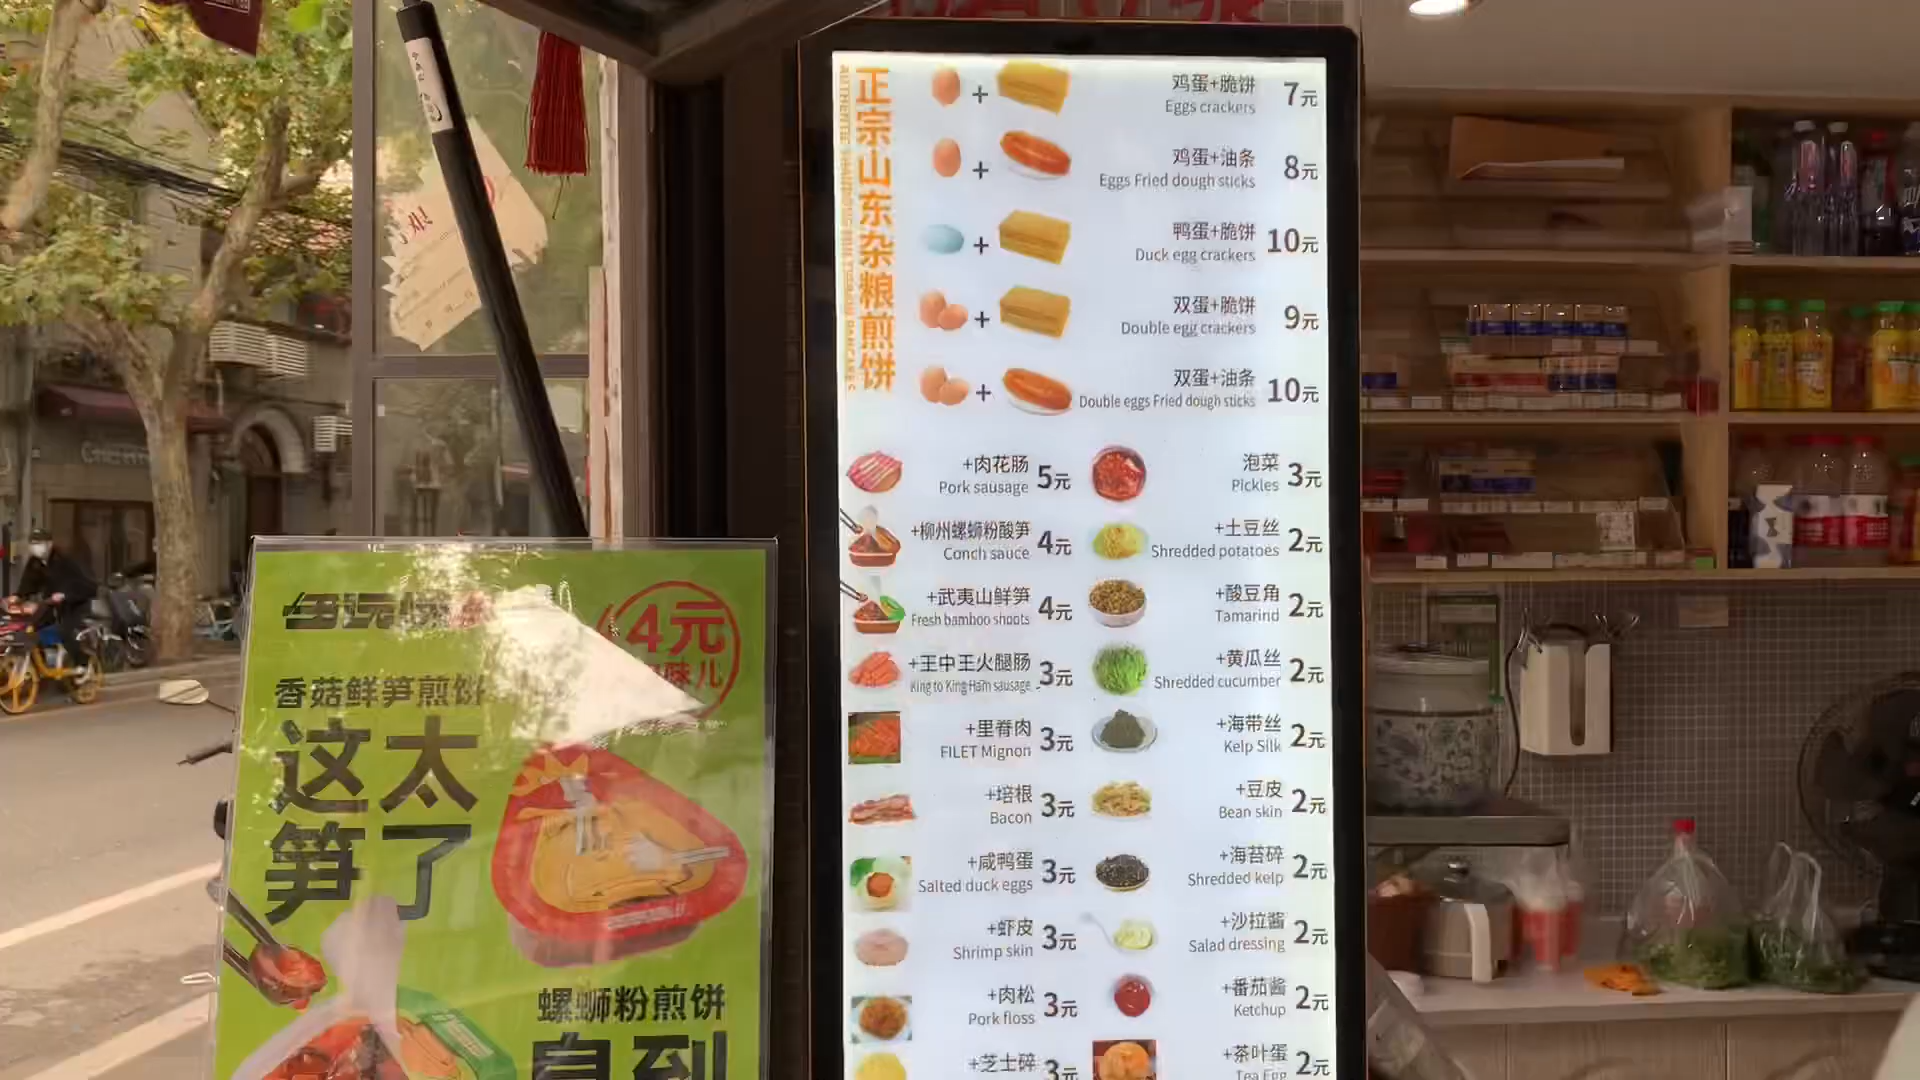 正宗山东杂粮煎饼
鸡蛋+脆饼 7元
Eggs crackers
鸡蛋+油条 8元
Eggs Fried dough sticks
鸭蛋+脆饼 10元
Duck egg crackers
双蛋+脆饼 9元
Double egg crackers
双蛋+油条 10元
Double eggs Fried dough sticks
+肉花肠 5元
Pork sausage
泡菜 3元
Pickles
+柳州螺蛳粉酸笋 4元
Conch sauce
+土豆丝 2元
Shredded potatoes
+武夷山鲜笋 4元
Fresh bamboo shoots
+酸豆角 2元
Tamarind
+王中王火腿肠 3元
King to King Ham sausage
+黄瓜丝 2元
Shredded cucumber
+里脊肉 3元
FILET Mignon
+海带丝 2元
Kelp Silk
+培根 3元
Bacon
+豆皮 2元
Bean skin
+咸鸭蛋 3元
Salted duck eggs
+海苔碎 2元
Shredded kelp
+虾皮 3元
Shrimp skin
+沙拉酱 2元
Salad dressing
+肉松 3元
Pork floss
+番茄酱 2元
Ketchup
+芝士碎 3元
+茶叶蛋 2元
Tea Egg
4元
味儿
香菇鲜笋煎饼
这太
笋了
螺蛳粉煎饼
自到